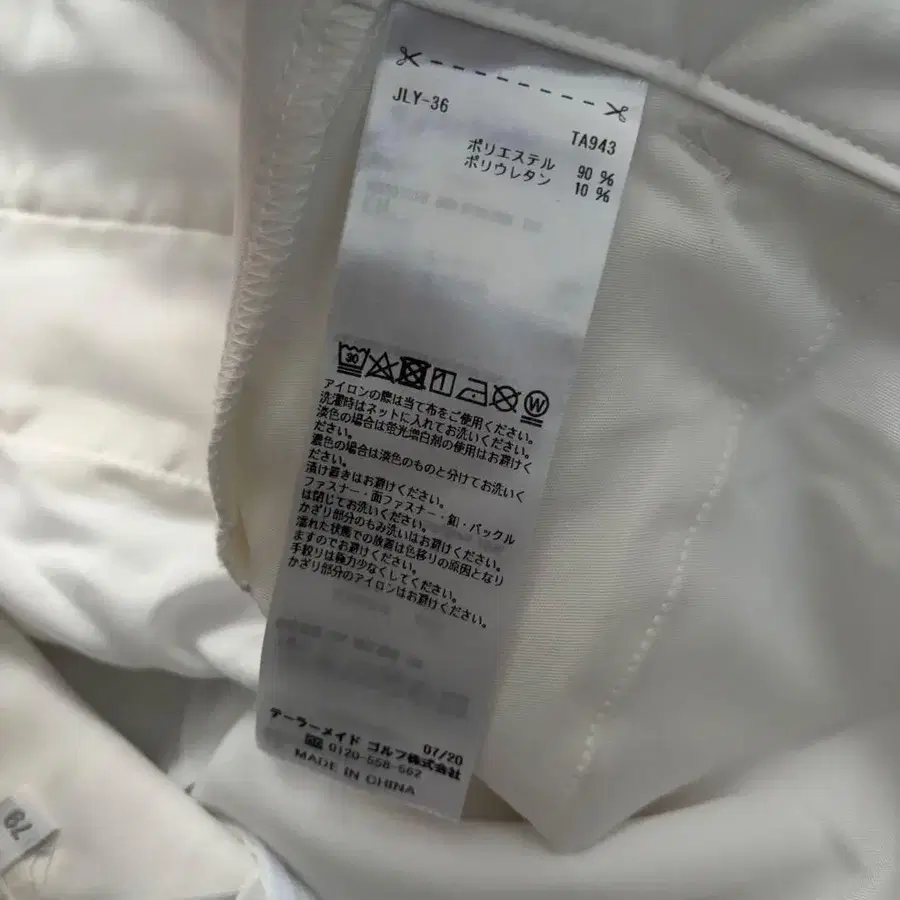 JLY-36
TA943
ポリエステル 90 %
ポリウレタン 10 %
30
W
アイロンの際は当て布をご使用ください。
洗濯時はネットに入れてお洗いください。
淡色の場合は蛍光増白剤の使用はお避けく
ださい。
濃色の場合は淡色のものと分けてお洗いく
ださい。
漬け置きはお避けください。
ファスナー・面ファスナー・釦・バックル
は閉じてお洗いください。
かざり部分のもみ洗いはお避けください。
濡れた状態での放置は色移りの原因となり
ますのでお避けください。
手絞りは極力少なくしてください。
かざり部分のアイロンはお避けください。
テーラーメイド ゴルフ株式会社
07/20
0120-558-562
MADE IN CHINA
79